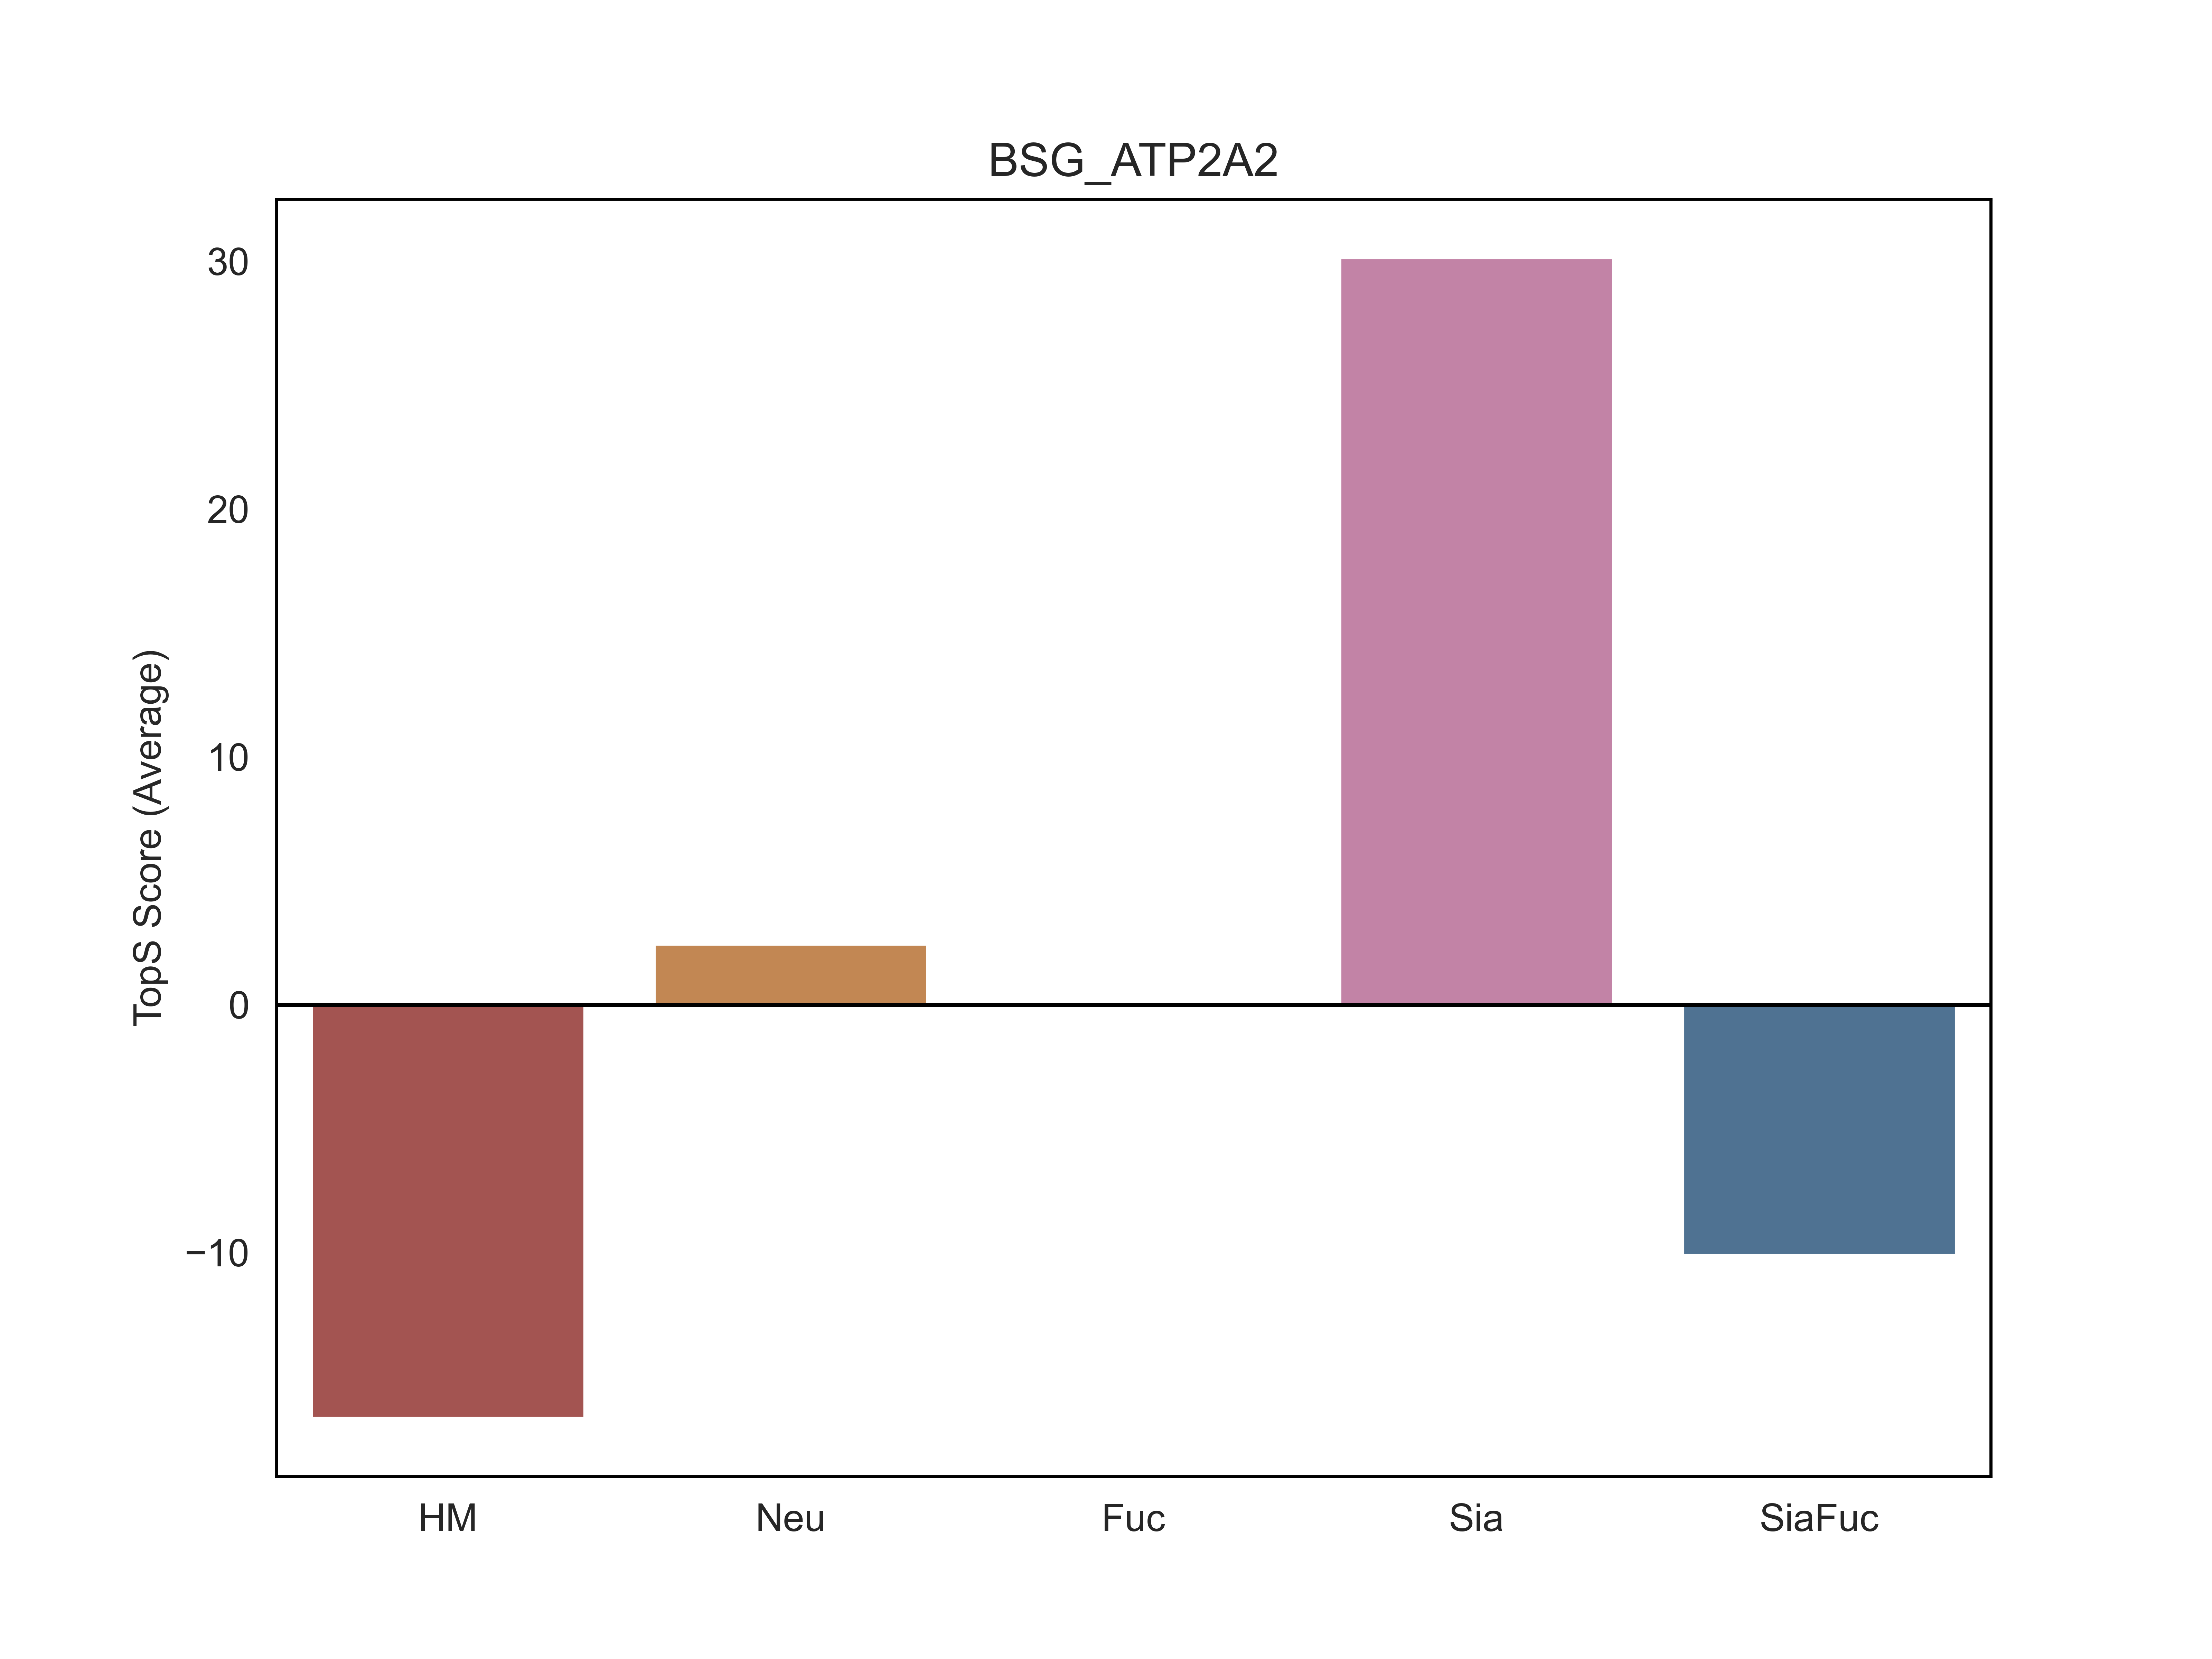 BSG_ATP2A2
TopS Score (Average)
30
20
10
0
−10
HM
Neu
Fuc
Sia
SiaFuc